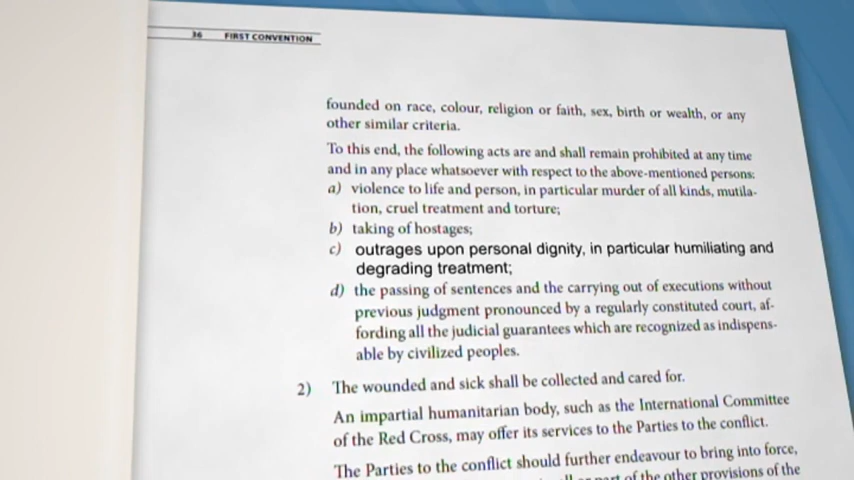 36 FIRST CONVENTION
founded on race, colour, religion or faith, sex, birth or wealth, or any
other similar criteria.
To this end, the following acts are and shall remain prohibited at any time
and in any place whatsoever with respect to the above-mentioned persons:
a) violence to life and person, in particular murder of all kinds, mutila-
tion, cruel treatment and torture;
b) taking of hostages;
c) outrages upon personal dignity, in particular humiliating and
degrading treatment;
d) the passing of sentences and the carrying out of executions without
previous judgment pronounced by a regularly constituted court, af-
fording all the judicial guarantees which are recognized as indispens-
able by civilized peoples.
2) The wounded and sick shall be collected and cared for.
An impartial humanitarian body, such as the International Committee
of the Red Cross, may offer its services to the Parties to the conflict.
The Parties to the conflict should further endeavour to bring into force,
part of the other provisions of the